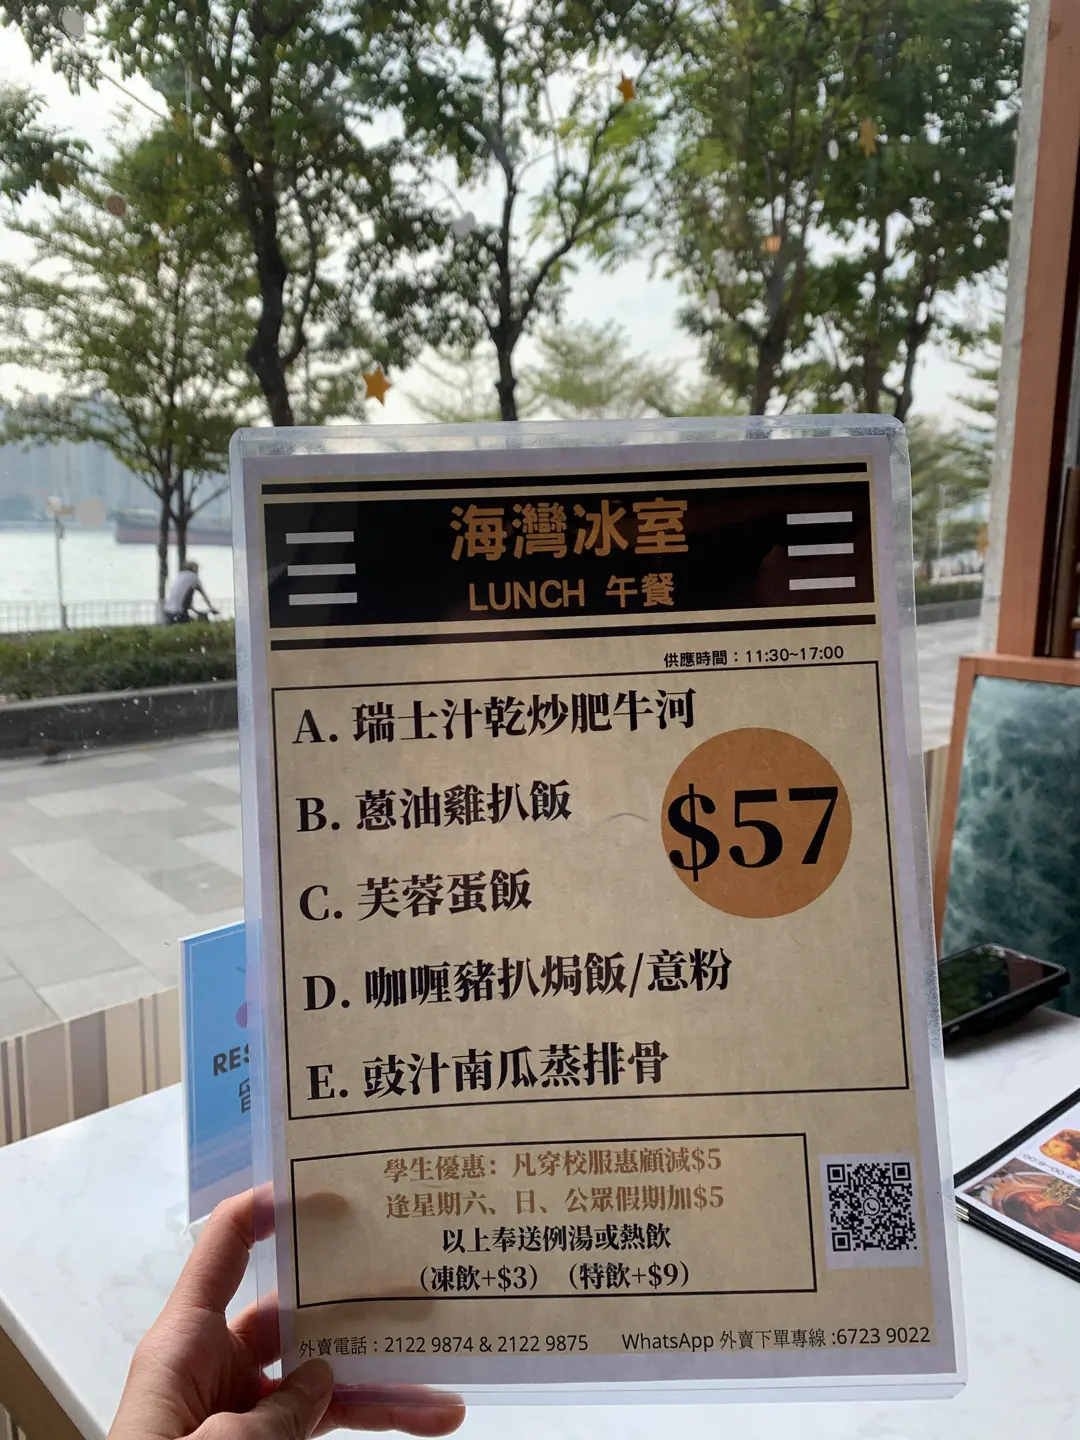 海灣冰室
LUNCH 午餐
供應時間：11:30~17:00
A. 瑞士汁乾炒肥牛河
B. 蔥油雞扒飯
$57
C. 芙蓉蛋飯
D. 咖喱豬扒焗飯/意粉
E. 豉汁南瓜蒸排骨
學生優惠：凡穿校服惠顧減$5
逢星期六、日、公眾假期加$5
以上奉送例湯或熱飲
（凍飲+$3）（特飲+$9）
外賣電話：2122 9874 & 2122 9875 WhatsApp 外賣下單專線 :6723 9022
RES